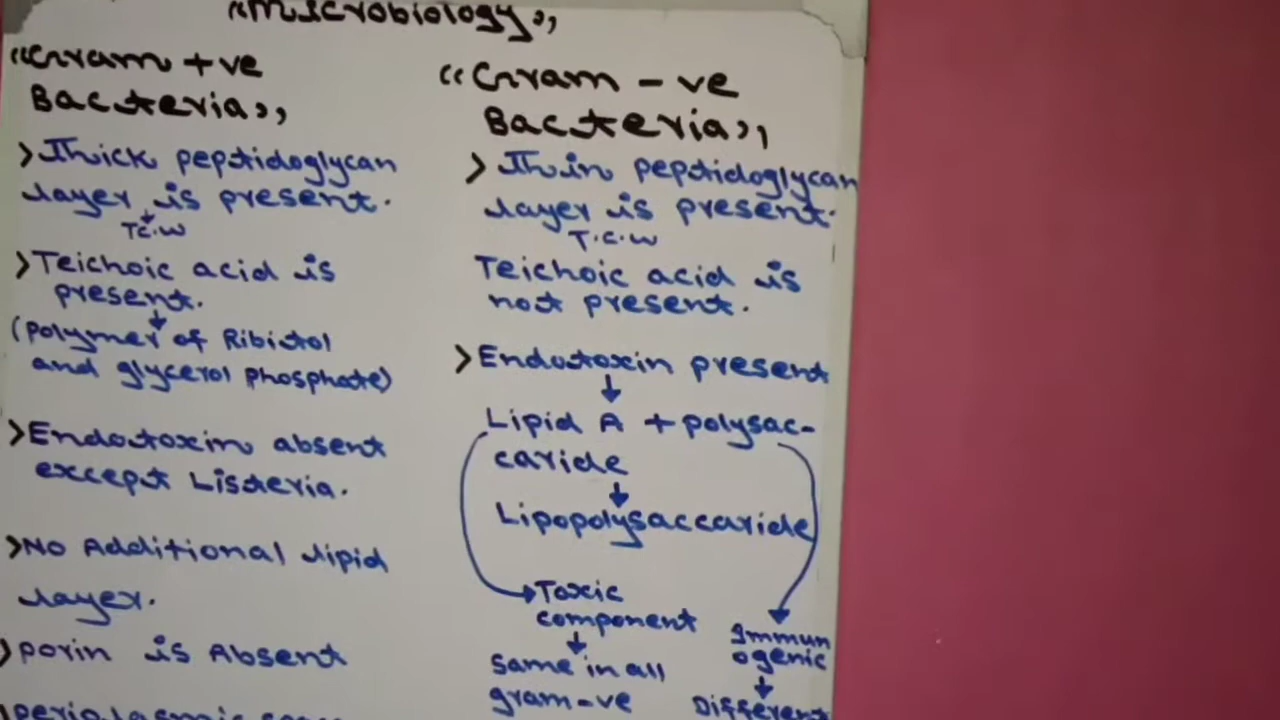 "Microbiology",
"Gram +ve
Bacteria",
> Thick peptidoglycan
layer is present.
T.C.W
> Teichoic acid is
present.
(polymer of Ribitol
and glycerol phosphate)
> Endotoxin absent
except Listeria.
> No Additional lipid
layer.
> porin is Absent
"Gram -ve
Bacteria",
> Thin peptidoglycan
layer is present.
T.C.W
Teichoic acid is
not present.
> Endotoxin present
Lipid A + polysac-
caride
Lipopolysaccaride
Toxic
component
same in all
gram -ve
Immun
ogenic
Different